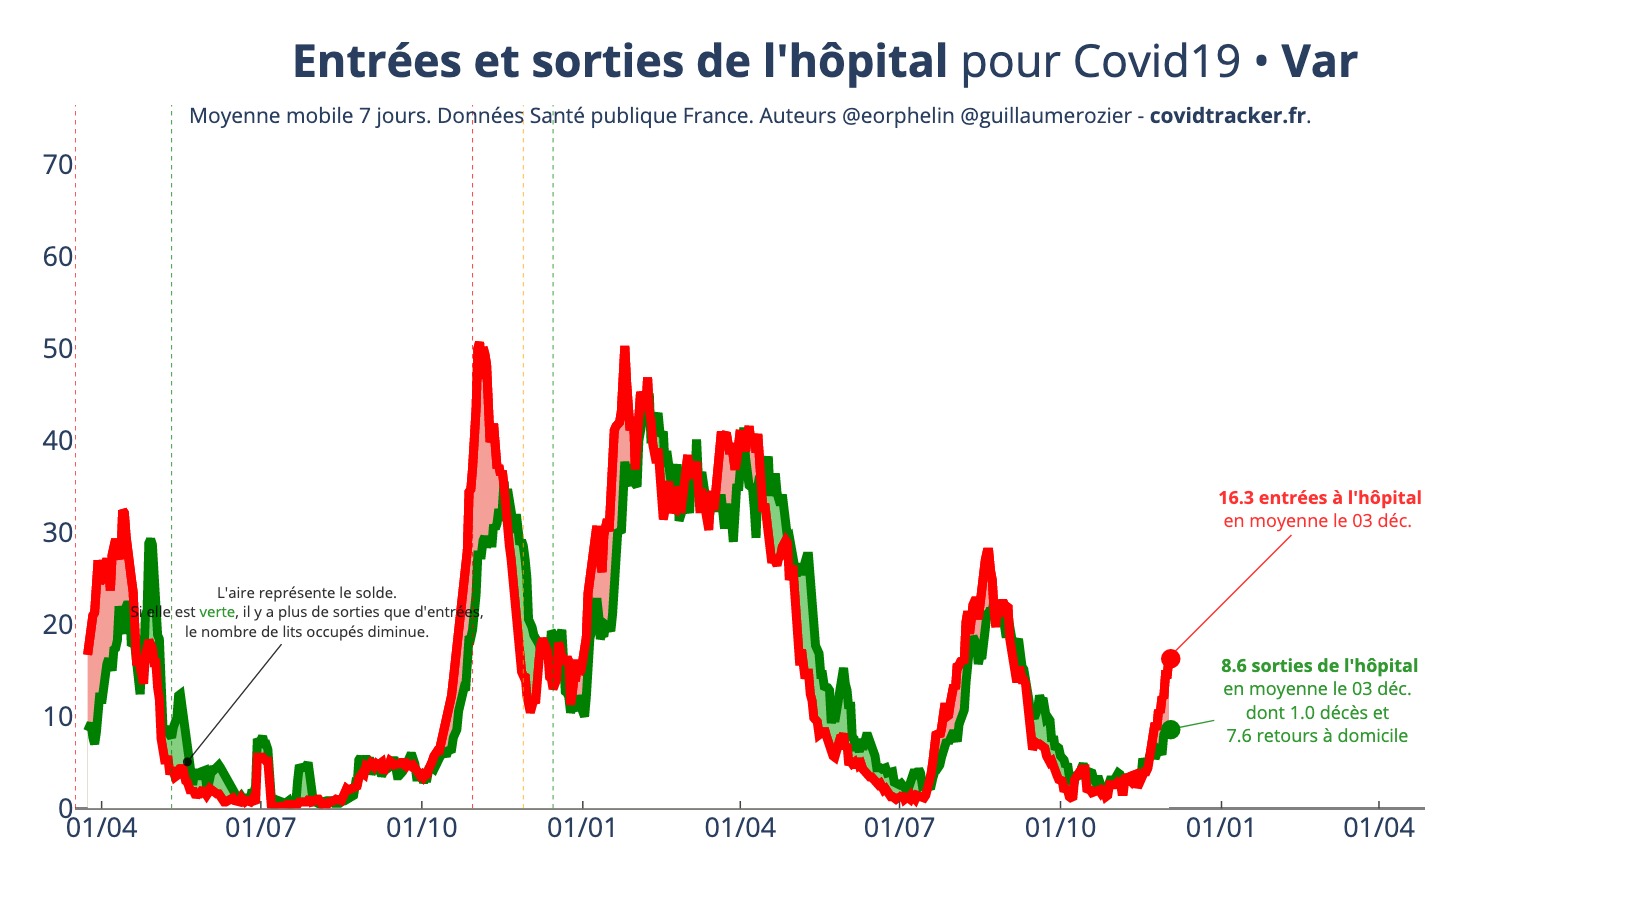 Entrées et sorties de l'hôpital pour Covid19 • Var
Moyenne mobile 7 jours. Données Santé publique France. Auteurs @eorphelin @guillaumerozier - covidtracker.fr.
70
60
50
40
30
20
10
0
L'aire représente le solde.
Si elle est verte, il y a plus de sorties que d'entrées,
le nombre de lits occupés diminue.
16.3 entrées à l'hôpital
en moyenne le 03 déc.
8.6 sorties de l'hôpital
en moyenne le 03 déc.
dont 1.0 décès et
7.6 retours à domicile
01/04 01/07 01/10 01/01 01/04 01/07 01/10 01/01 01/04